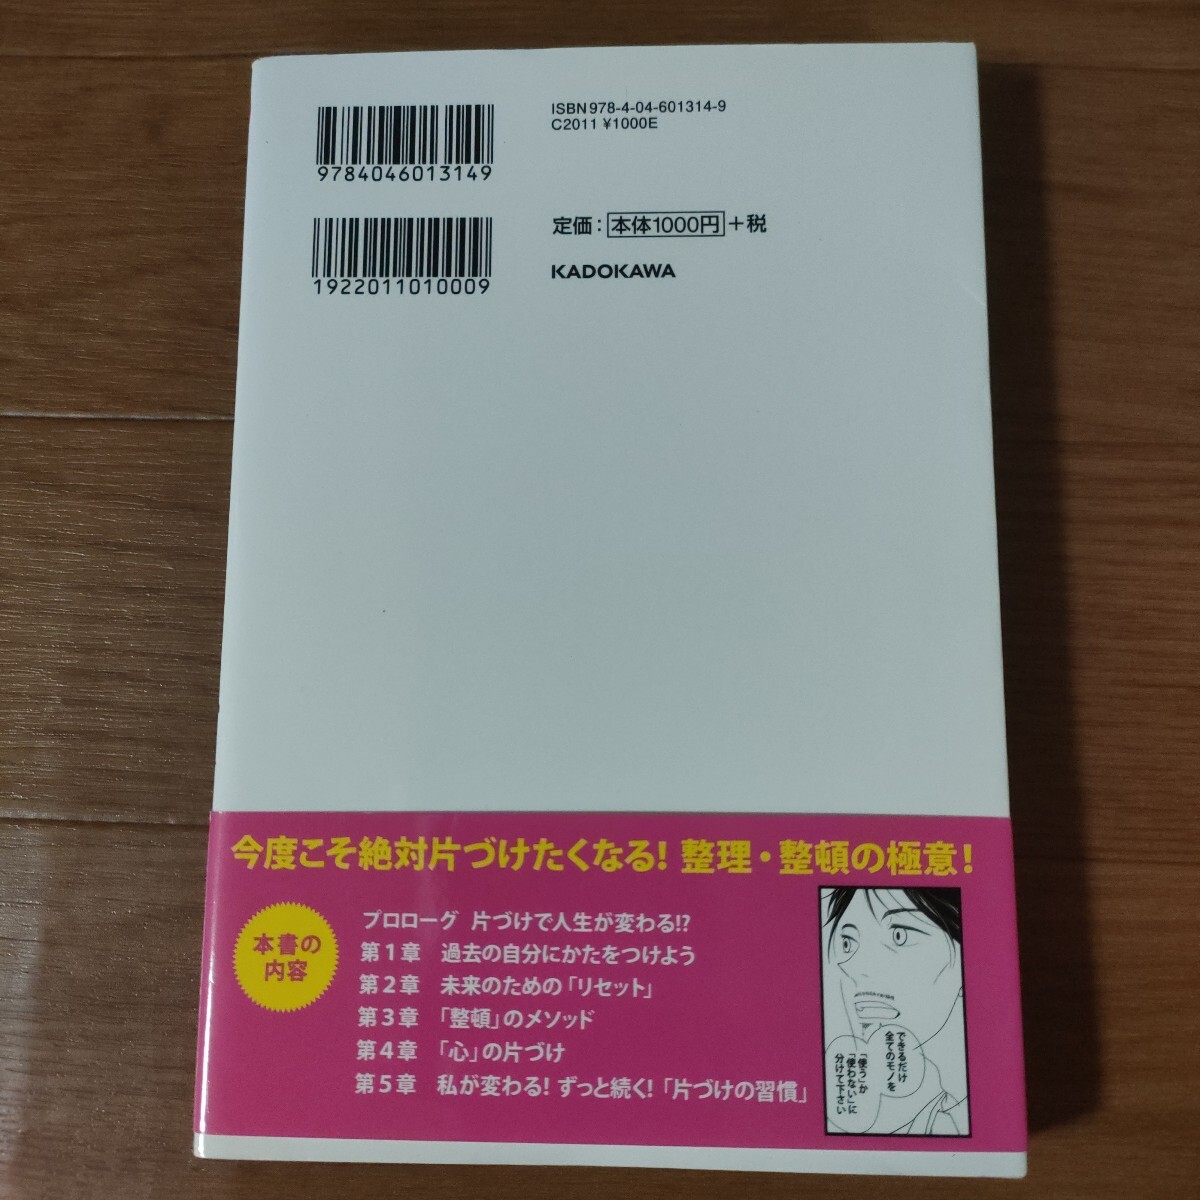 ISBN978-4-04-601314-9
C2011 ¥1000E
9784046013149
定価：本体1000円＋税
1922011010009
KADOKAWA
今度こそ絶対片づけたくなる！ 整理・整頓の極意！
本書の
内容
プロローグ 片づけで人生が変わる!?
第1章 過去の自分にかたをつけよう
第2章 未来のための「リセット」
第3章 「整頓」のメソッド
第4章 「心」の片づけ
第5章 私が変わる！ ずっと続く！「片づけの習慣」
できるだけ
全てのモノを
「使う」か
「使わない」に
分けて下さい